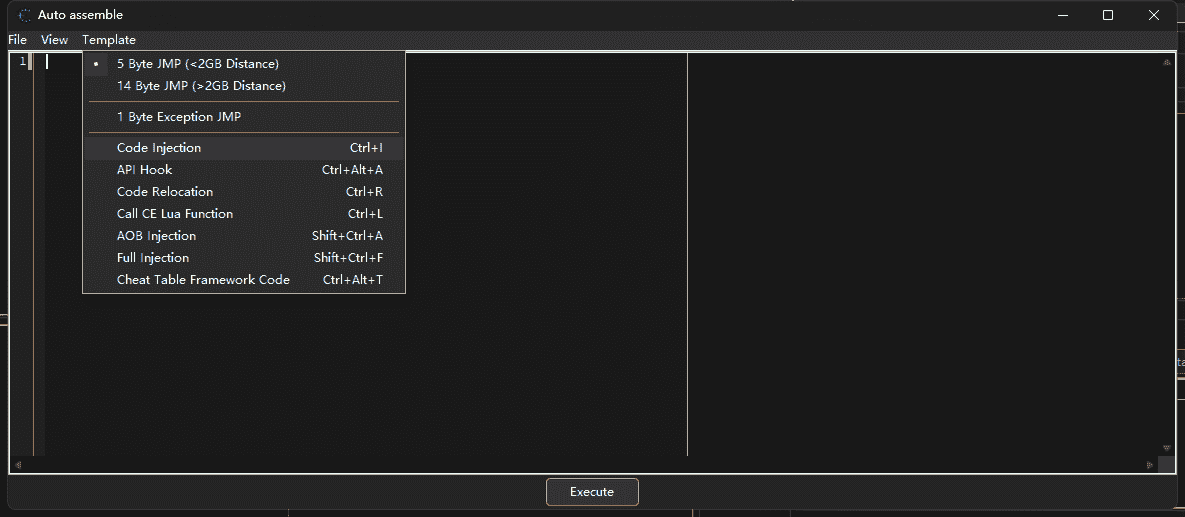 Auto assemble
File View Template
1
5 Byte JMP (<2GB Distance)
14 Byte JMP (>2GB Distance)
1 Byte Exception JMP
Code Injection Ctrl+I
API Hook Ctrl+Alt+A
Code Relocation Ctrl+R
Call CE Lua Function Ctrl+L
AOB Injection Shift+Ctrl+A
Full Injection Shift+Ctrl+F
Cheat Table Framework Code Ctrl+Alt+T
ta
Execute